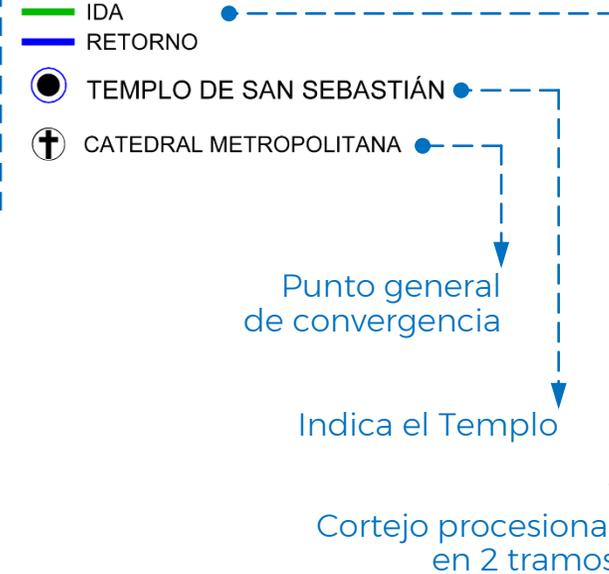 IDA
RETORNO
TEMPLO DE SAN SEBASTIÁN
CATEDRAL METROPOLITANA
Punto general
de convergencia
Indica el Templo
Cortejo procesiona
en 2 tramos